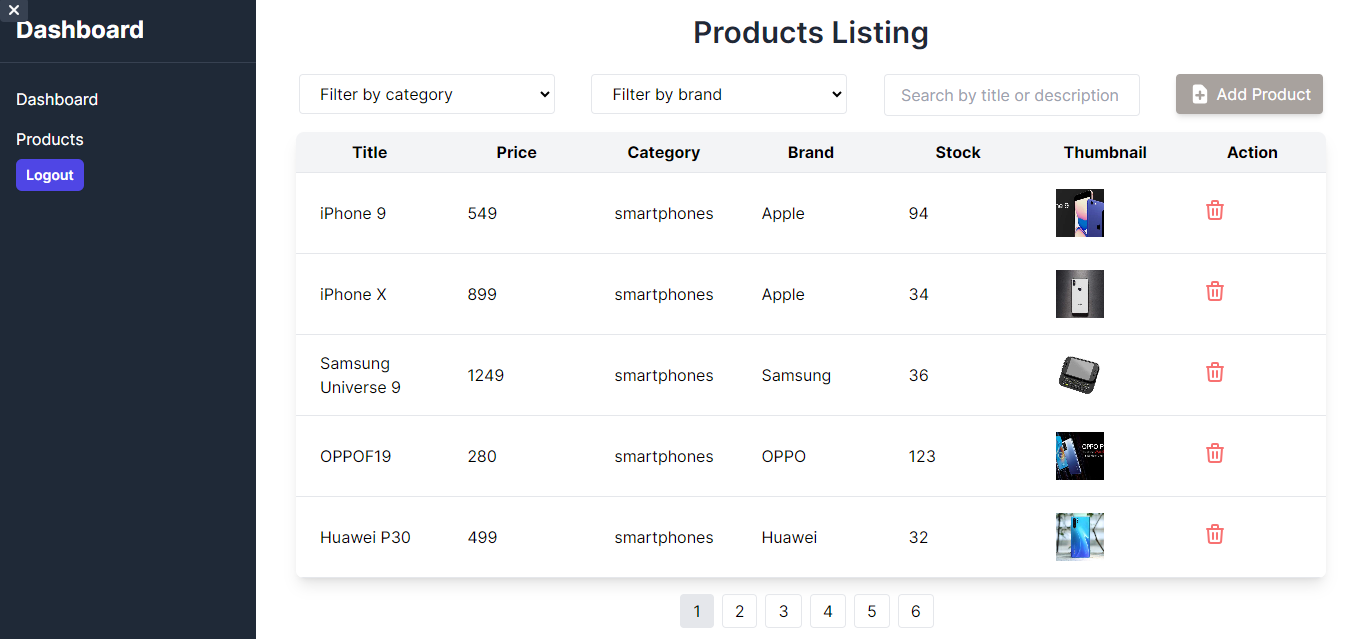 Dashboard
Dashboard
Products
Logout
Products Listing
Filter by category
Filter by brand
Search by title or description
Add Product
Title Price Category Brand Stock Thumbnail Action
iPhone 9 549 smartphones Apple 94
iPhone X 899 smartphones Apple 34
Samsung
Universe 9 1249 smartphones Samsung 36
OPPOF19 280 smartphones OPPO 123
OPPO F
Huawei P30 499 smartphones Huawei 32
1 2 3 4 5 6